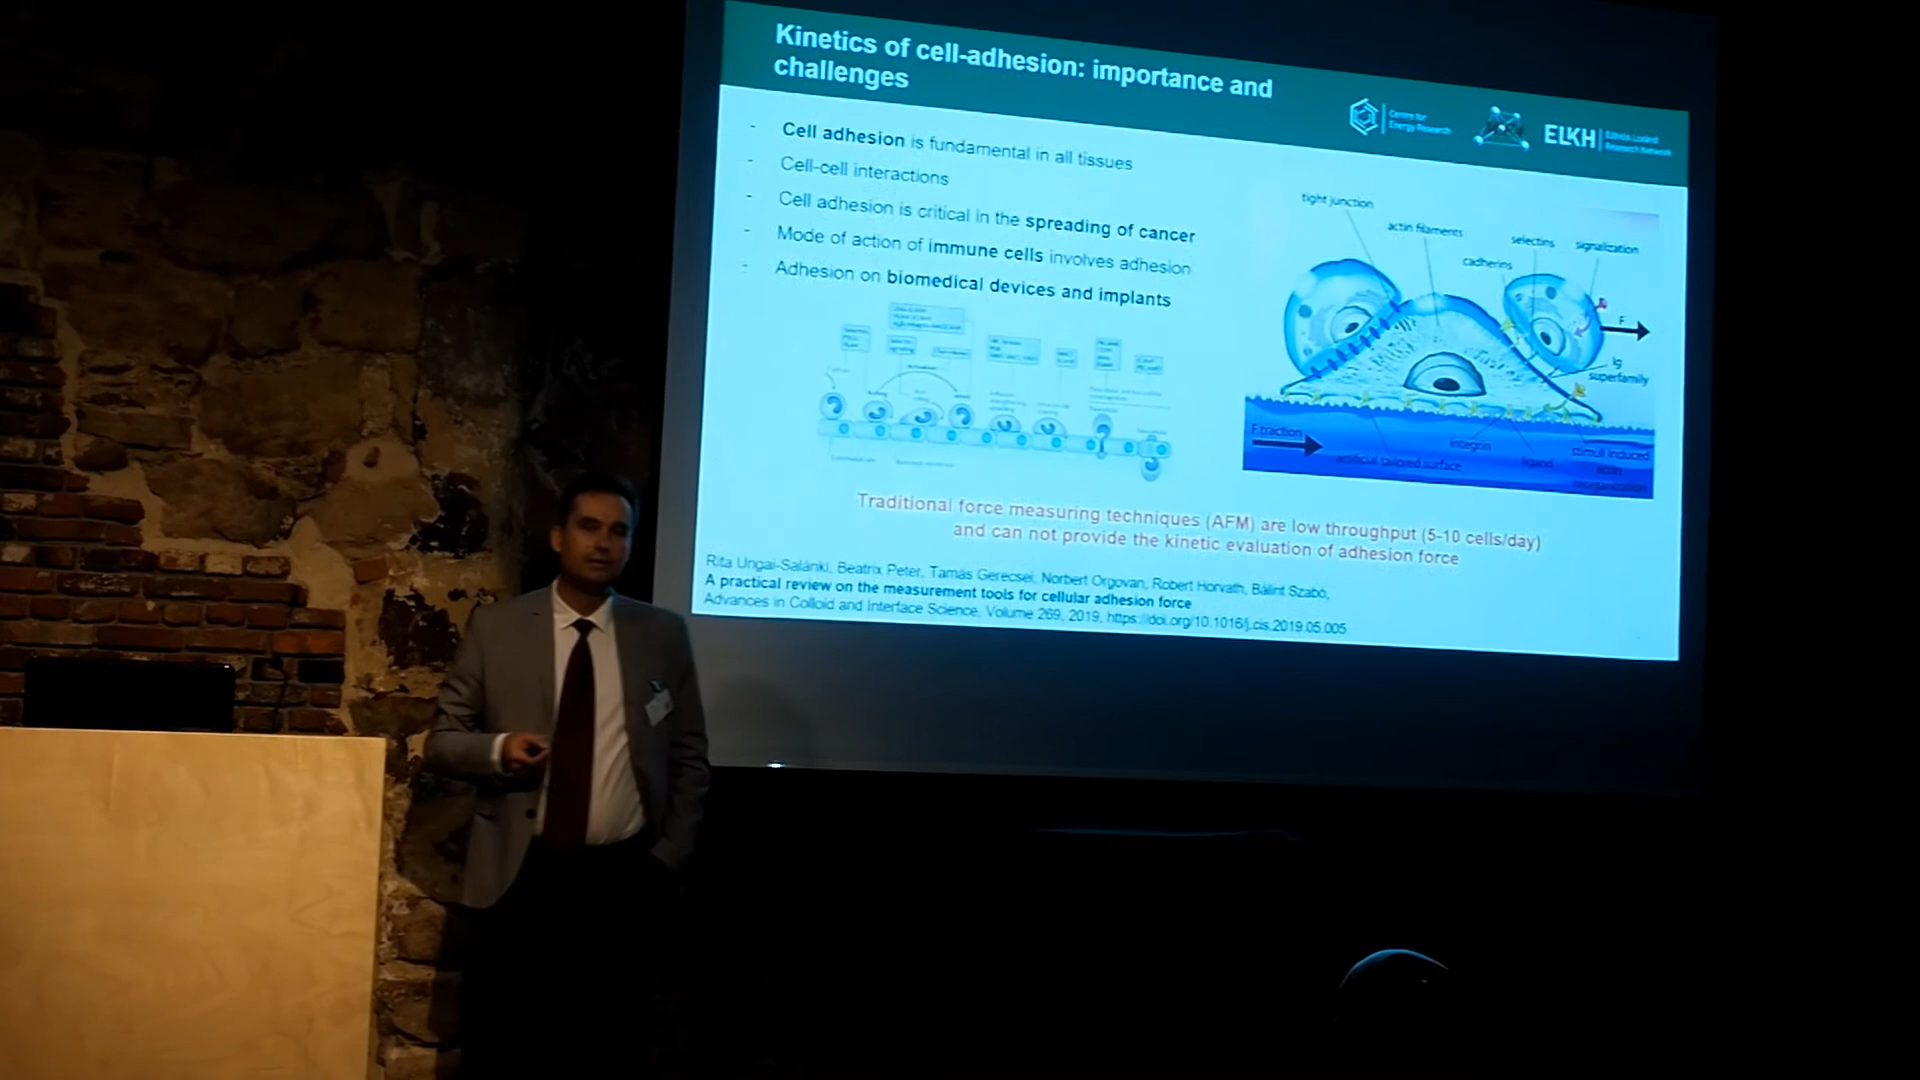 Kinetics of cell-adhesion: importance and
challenges
Centre for
Energy Research
ELKH
Research Network
- Cell adhesion is fundamental in all tissues
- Cell-cell interactions
- Cell adhesion is critical in the spreading of cancer
- Mode of action of immune cells involves adhesion
- Adhesion on biomedical devices and implants
tight junction
actin filaments
selectins
signalization
cadherins
F
Ig
superfamily
F traction
integrin
ligand
stimuli induced
actin
reorganization
artificial tailored surface
Traditional force measuring techniques (AFM) are low throughput (5-10 cells/day)
and can not provide the kinetic evaluation of adhesion force
Rita Ungai-Salánki, Beatrix Peter, Tamás Gerecsei, Norbert Orgovan, Robert Horvath, Bálint Szabó,
A practical review on the measurement tools for cellular adhesion force
Advances in Colloid and Interface Science, Volume 269, 2019, https://doi.org/10.1016/j.cis.2019.05.005